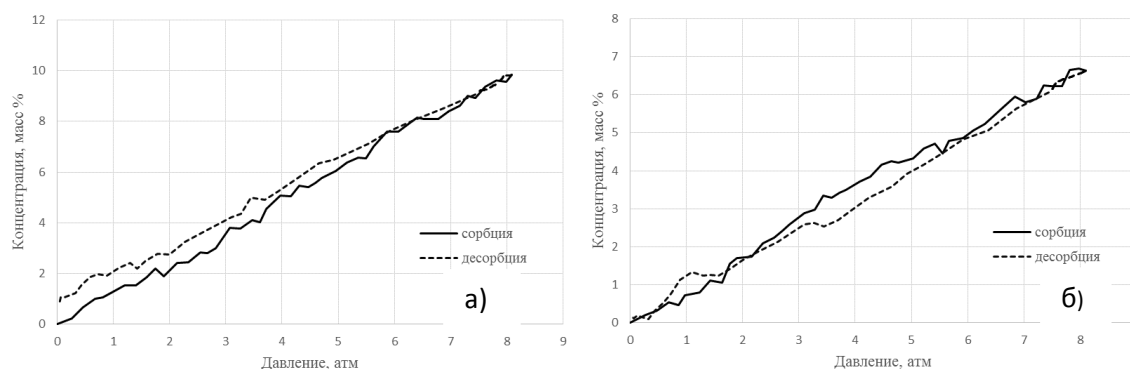 12
10
8
6
4
2
0
0 1 2 3 4 5 6 7 8 9
Концентрация, масс %
Давление, атм
сорбция
десорбция
а)
8
7
6
5
4
3
2
1
0
0 1 2 3 4 5 6 7 8
Концентрация, масс %
Давление, атм
сорбция
десорбция
б)